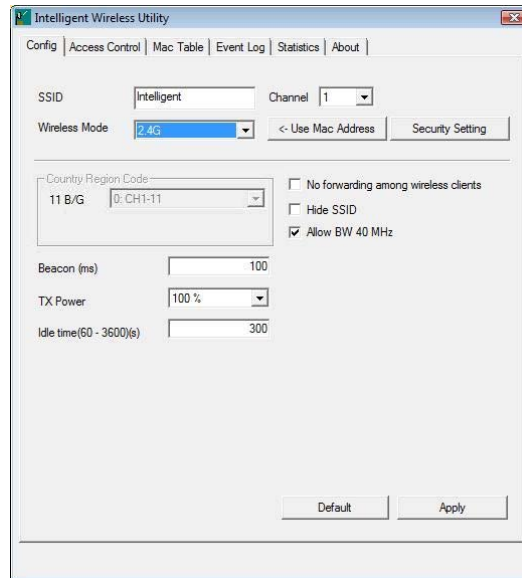 Intelligent Wireless Utility
Config Access Control Mac Table Event Log Statistics About
SSID Intelligent Channel 1
Wireless Mode 2.4G <- Use Mac Address Security Setting
Country Region Code
11 B/G 0: CH1-11
No forwarding among wireless clients
Hide SSID
Allow BW 40 MHz
Beacon (ms) 100
TX Power 100 %
Idle time(60 - 3600)(s) 300
Default Apply